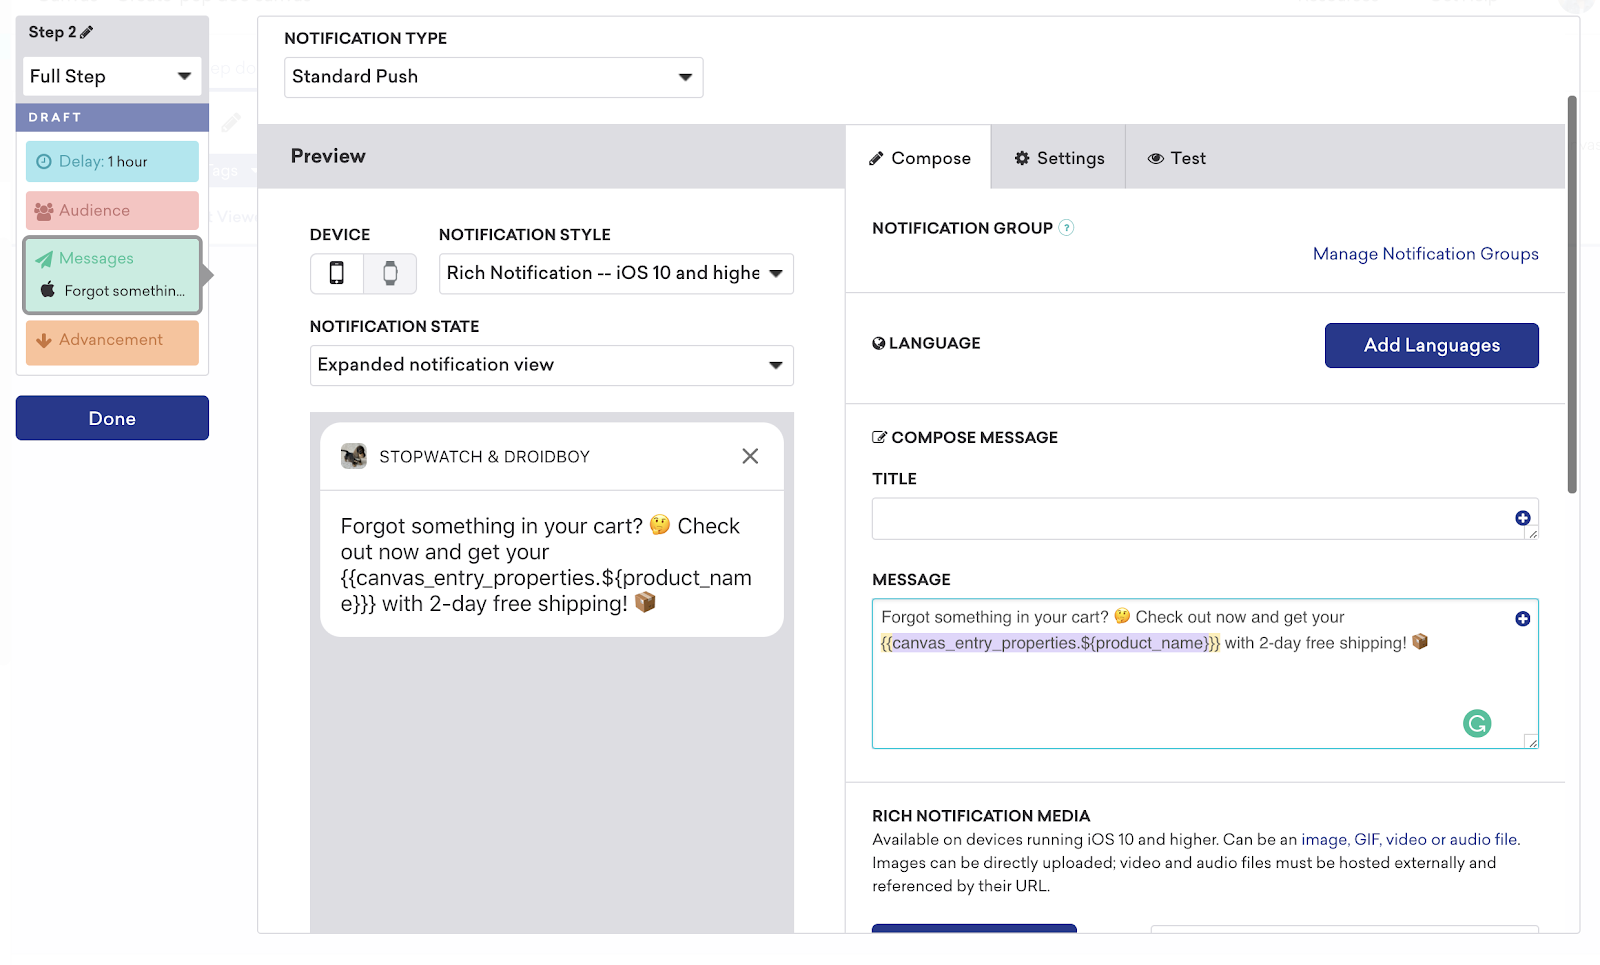 Step 2
Full Step
DRAFT
Delay: 1 hour
Audience
Messages
Forgot somethin...
Advancement
Done
NOTIFICATION TYPE
Standard Push
Preview
Compose
Settings
Test
DEVICE
NOTIFICATION STYLE
Rich Notification -- iOS 10 and highe
NOTIFICATION STATE
Expanded notification view
STOPWATCH & DROIDBOY
Forgot something in your cart? 🤔 Check
out now and get your
{{canvas_entry_properties.${product_nam
e}}} with 2-day free shipping! 📦
NOTIFICATION GROUP ?
Manage Notification Groups
LANGUAGE
Add Languages
COMPOSE MESSAGE
TITLE
MESSAGE
Forgot something in your cart? 🤔 Check out now and get your
{{canvas_entry_properties.${product_name}}} with 2-day free shipping! 📦
RICH NOTIFICATION MEDIA
Available on devices running iOS 10 and higher. Can be an image, GIF, video or audio file.
Images can be directly uploaded; video and audio files must be hosted externally and
referenced by their URL.